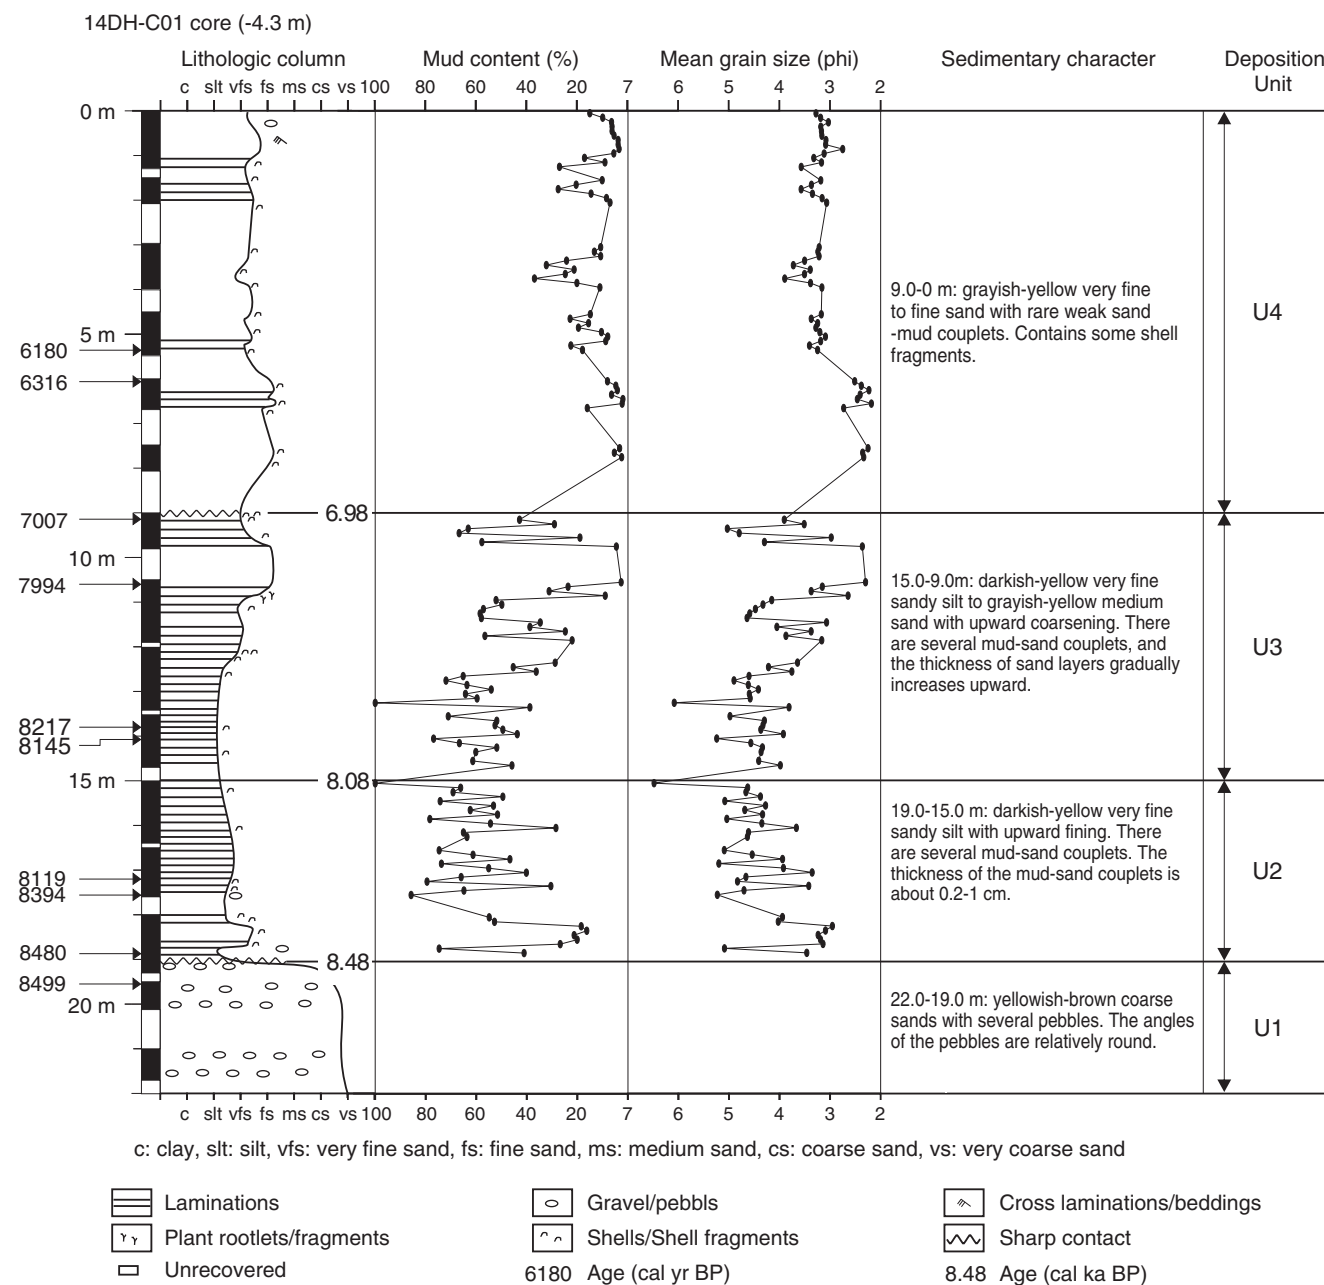 14DH-C01 core (-4.3 m)
Lithologic column Mud content (%) Mean grain size (phi) Sedimentary character Deposition
Unit
c slt vfs fs ms cs vs 100 80 60 40 20 7 6 5 4 3 2
0 m
5 m
6180
6316
9.0-0 m: grayish-yellow very fine
to fine sand with rare weak sand
-mud couplets. Contains some shell
fragments.
U4
7007
6.98
10 m
7994
15.0-9.0m: darkish-yellow very fine
sandy silt to grayish-yellow medium
sand with upward coarsening. There
are several mud-sand couplets, and
the thickness of sand layers gradually
increases upward.
U3
8217
8145
15 m
8.08
19.0-15.0 m: darkish-yellow very fine
sandy silt with upward fining. There
are several mud-sand couplets. The
thickness of the mud-sand couplets is
about 0.2-1 cm.
U2
8119
8394
8480
8.48
8499
20 m
22.0-19.0 m: yellowish-brown coarse
sands with several pebbles. The angles
of the pebbles are relatively round.
U1
c slt vfs fs ms cs vs 100 80 60 40 20 7 6 5 4 3 2
c: clay, slt: silt, vfs: very fine sand, fs: fine sand, ms: medium sand, cs: coarse sand, vs: very coarse sand
Laminations Gravel/pebbls Cross laminations/beddings
Plant rootlets/fragments Shells/Shell fragments Sharp contact
Unrecovered 6180 Age (cal yr BP) 8.48 Age (cal ka BP)